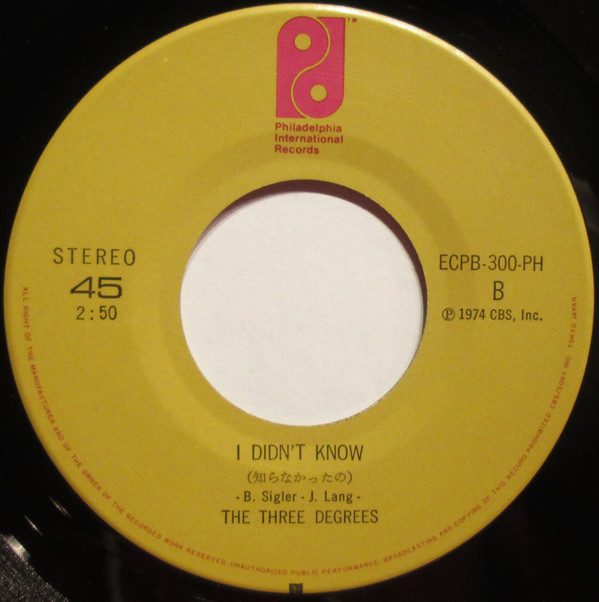 TM
Philadelphia
International
Records
STEREO
45
2:50
ECPB-300-PH
B
Ⓟ 1974 CBS, Inc.
I DIDN'T KNOW
(知らなかったの)
- B. Sigler - J. Lang -
THE THREE DEGREES
ALL RIGHT OF THE MANUFACTURER AND OF THE OWNER OF THE RECORDED WORK RESERVED. UNAUTHORIZED PUBLIC PERFORMANCE, BROADCASTING AND COPYING OF THIS RECORD PROHIBITED. CBS/SONY INC. TOKYO JAPAN